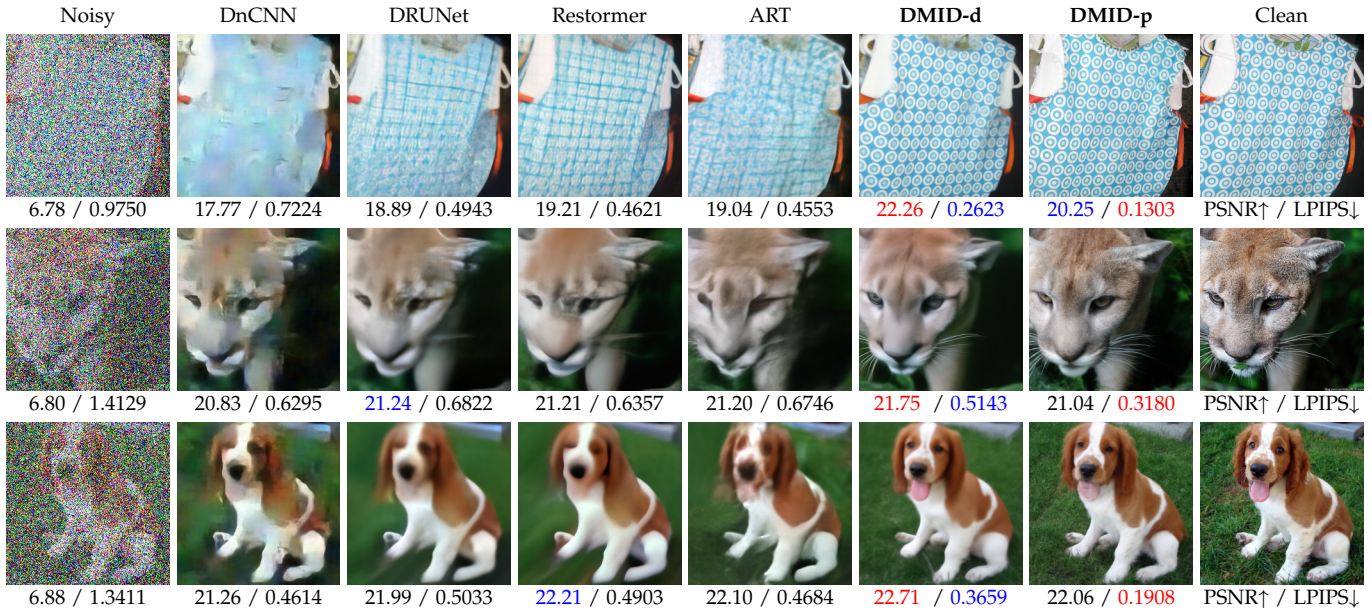 Noisy DnCNN DRUNet Restormer ART DMID-d DMID-p Clean
6.78 / 0.9750 17.77 / 0.7224 18.89 / 0.4943 19.21 / 0.4621 19.04 / 0.4553 22.26 / 0.2623 20.25 / 0.1303 PSNR↑ / LPIPS↓
6.80 / 1.4129 20.83 / 0.6295 21.24 / 0.6822 21.21 / 0.6357 21.20 / 0.6746 21.75 / 0.5143 21.04 / 0.3180 PSNR↑ / LPIPS↓
6.88 / 1.3411 21.26 / 0.4614 21.99 / 0.5033 22.21 / 0.4903 22.10 / 0.4684 22.71 / 0.3659 22.06 / 0.1908 PSNR↑ / LPIPS↓